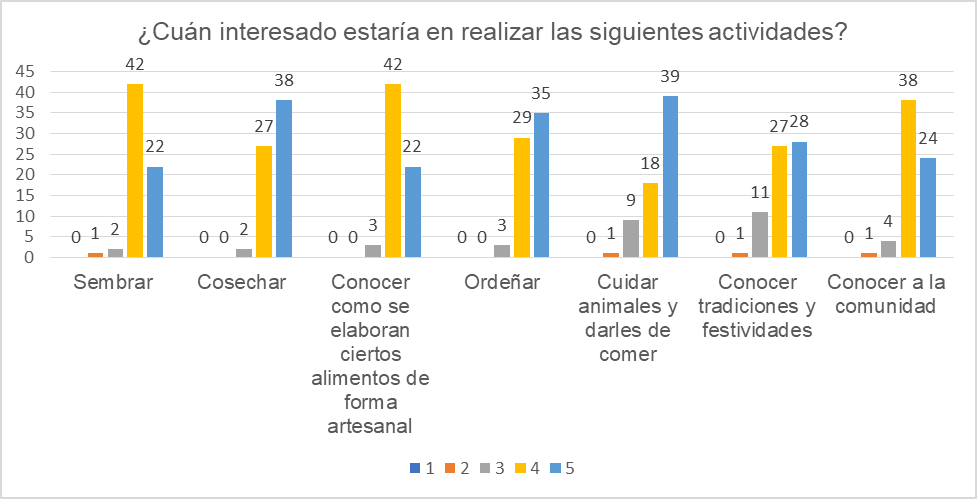 ¿Cuán interesado estaría en realizar las siguientes actividades?
45
40
35
30
25
20
15
10
5
0
0 1 2 42 22
0 0 2 27 38
0 0 3 42 22
0 0 3 29 35
0 1 9 18 39
0 1 11 27 28
0 1 4 38 24
Sembrar
Cosechar
Conocer
como se
elaboran
ciertos
alimentos de
forma
artesanal
Ordeñar
Cuidar
animales y
darles de
comer
Conocer
tradiciones y
festividades
Conocer a la
comunidad
1 2 3 4 5